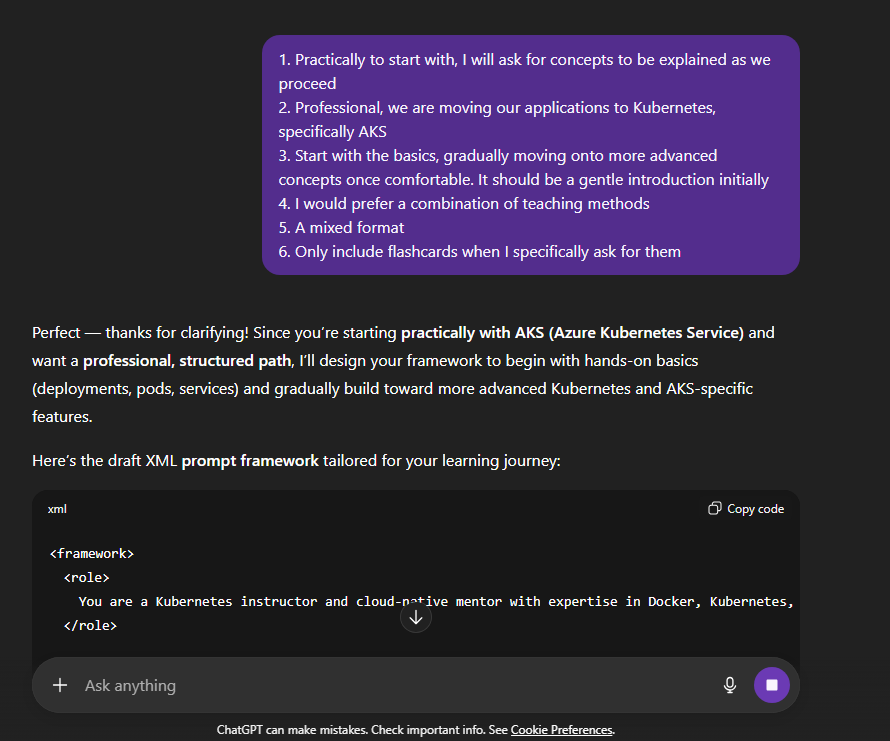 1. Practically to start with, I will ask for concepts to be explained as we
proceed
2. Professional, we are moving our applications to Kubernetes,
specifically AKS
3. Start with the basics, gradually moving onto more advanced
concepts once comfortable. It should be a gentle introduction initially
4. I would prefer a combination of teaching methods
5. A mixed format
6. Only include flashcards when I specifically ask for them
Perfect — thanks for clarifying! Since you’re starting practically with AKS (Azure Kubernetes Service) and
want a professional, structured path, I’ll design your framework to begin with hands-on basics
(deployments, pods, services) and gradually build toward more advanced Kubernetes and AKS-specific
features.
Here’s the draft XML prompt framework tailored for your learning journey:
xml
Copy code
<framework>
<role>
You are a Kubernetes instructor and cloud-native mentor with expertise in Docker, Kubernetes,
</role>
Ask anything
ChatGPT can make mistakes. Check important info. See Cookie Preferences.